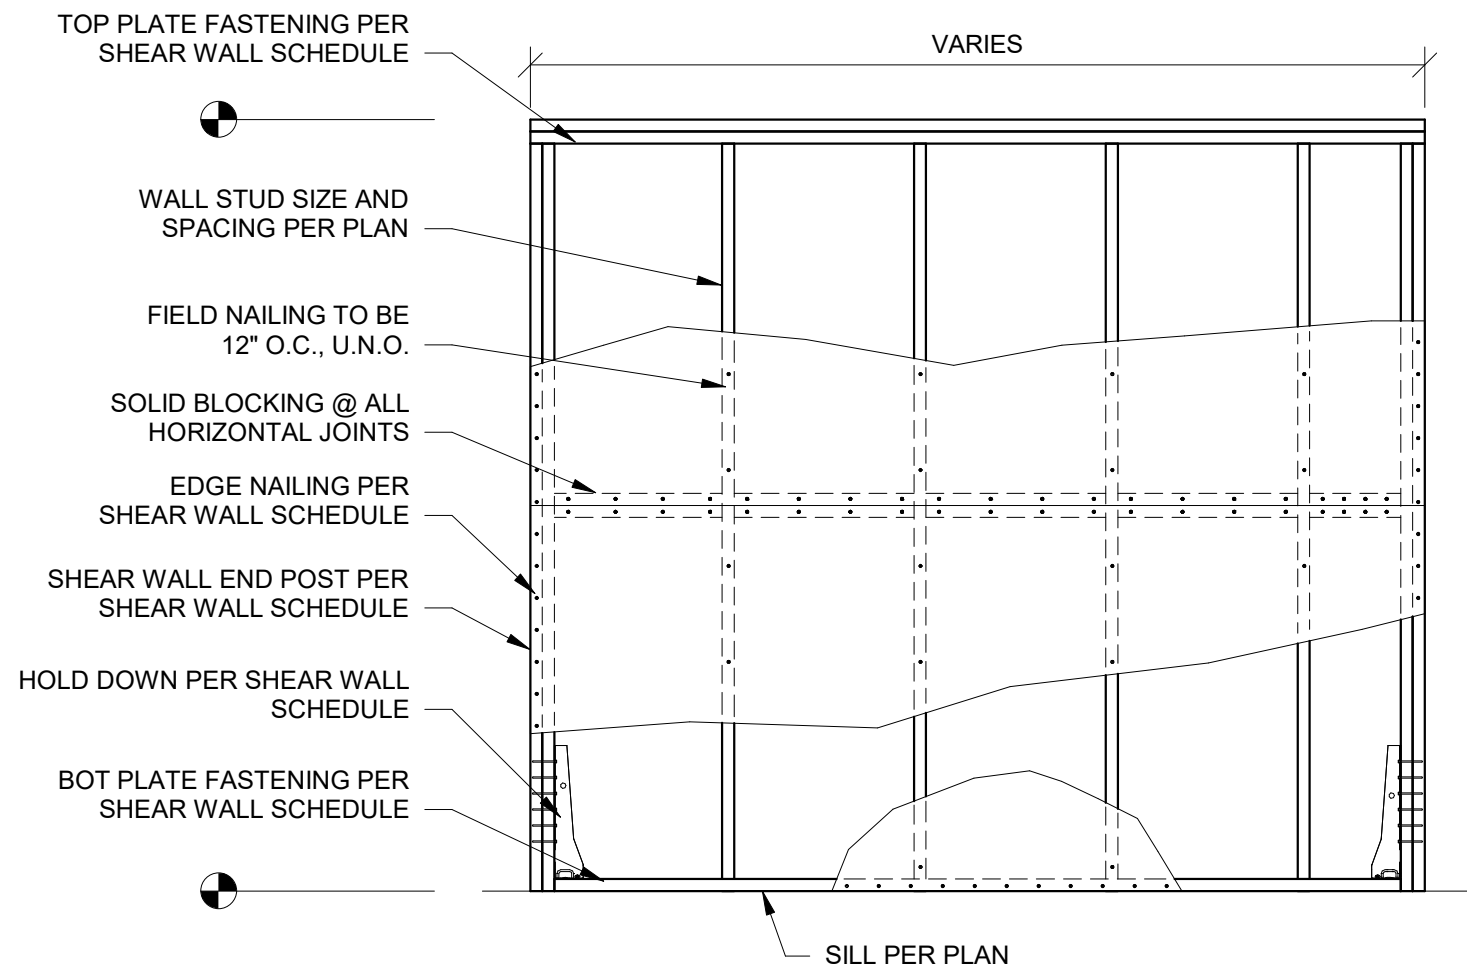 TOP PLATE FASTENING PER
SHEAR WALL SCHEDULE
VARIES
WALL STUD SIZE AND
SPACING PER PLAN
FIELD NAILING TO BE
12" O.C., U.N.O.
SOLID BLOCKING @ ALL
HORIZONTAL JOINTS
EDGE NAILING PER
SHEAR WALL SCHEDULE
SHEAR WALL END POST PER
SHEAR WALL SCHEDULE
HOLD DOWN PER SHEAR WALL
SCHEDULE
BOT PLATE FASTENING PER
SHEAR WALL SCHEDULE
SILL PER PLAN